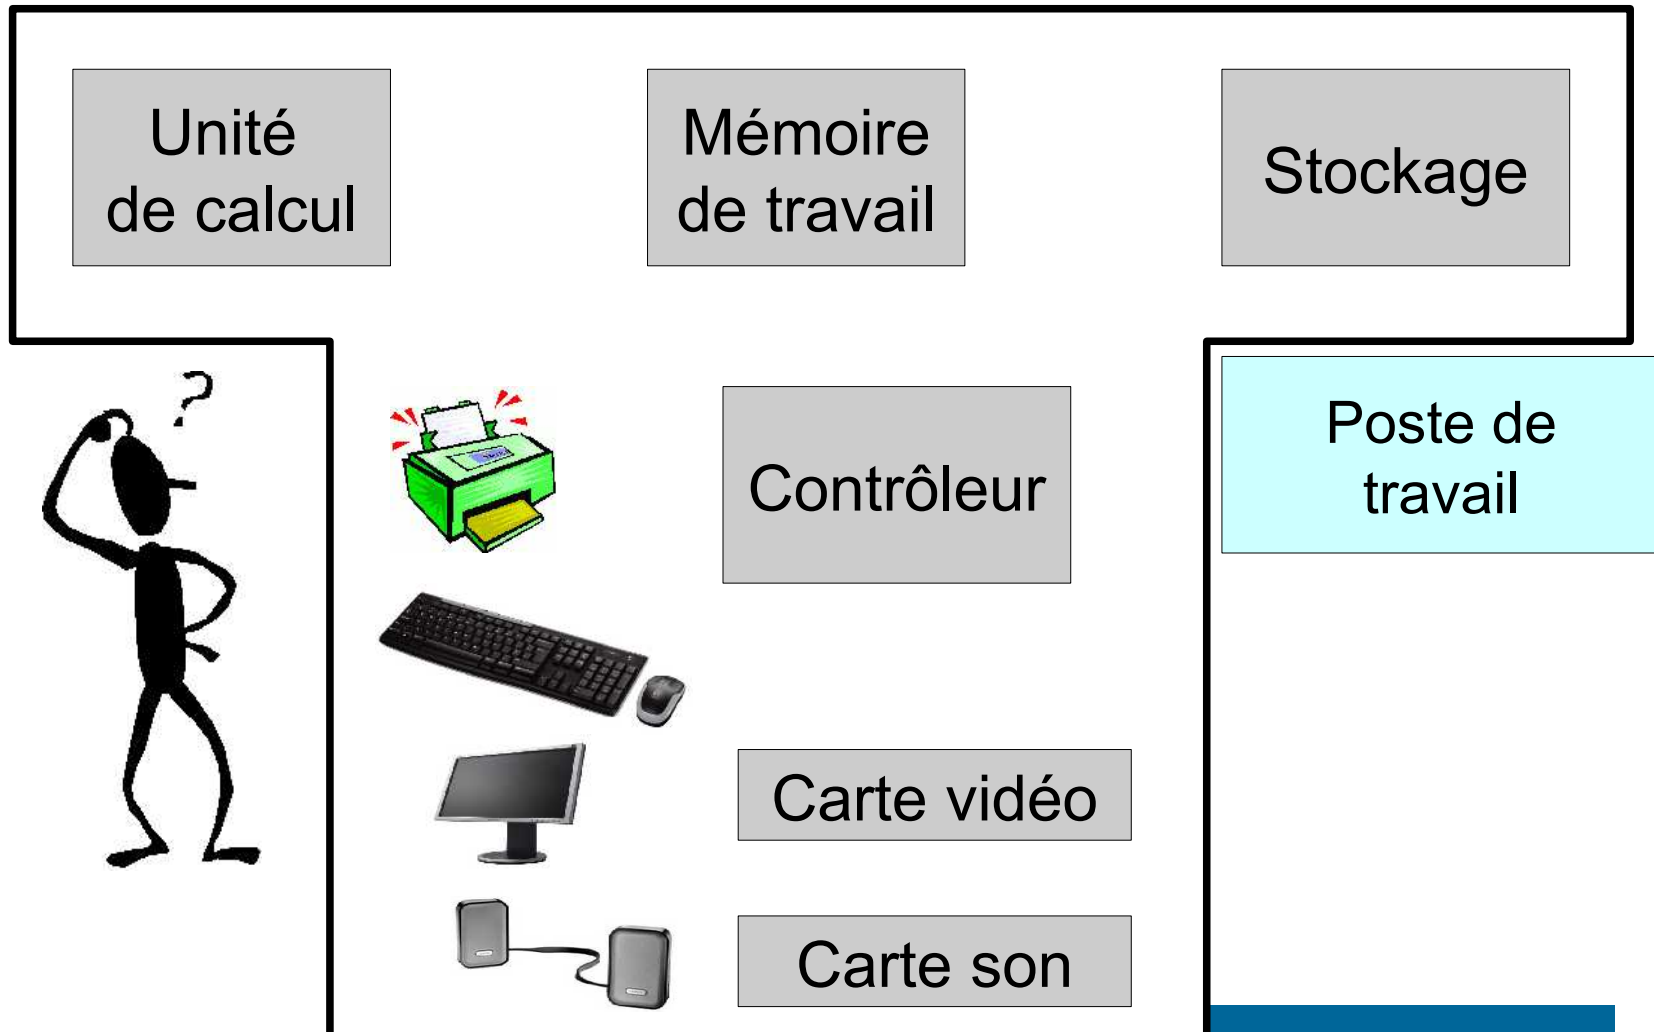 Unité
de calcul
Mémoire
de travail
Stockage
?
Contrôleur
Poste de
travail
Carte vidéo
Carte son